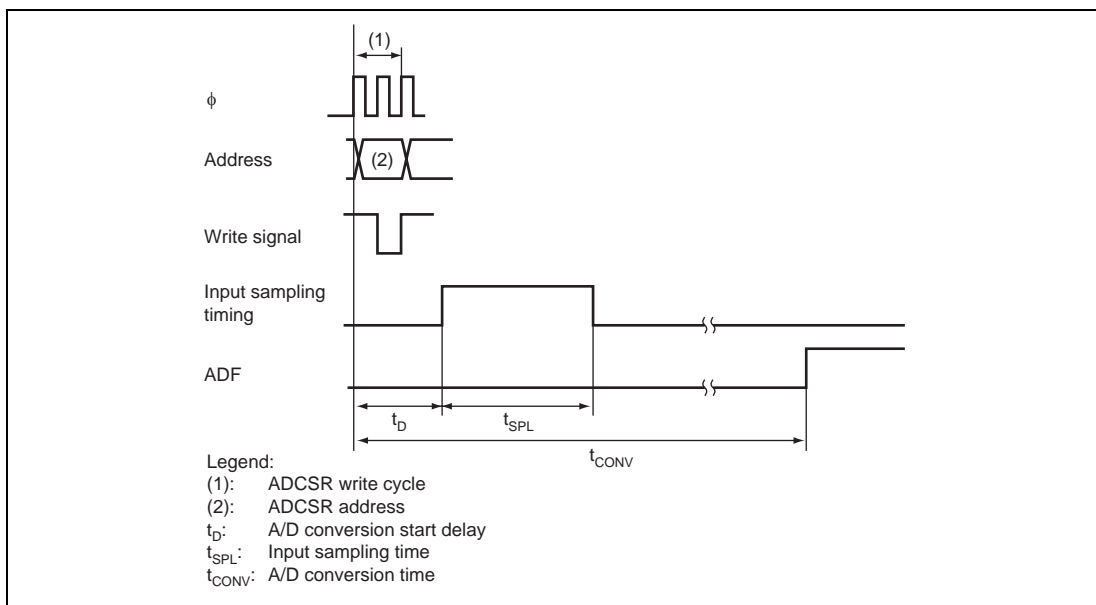 (1)
ϕ
Address
(2)
Write signal
Input sampling
timing
ADF
tD
tSPL
tCONV
Legend:
(1): ADCSR write cycle
(2): ADCSR address
tD: A/D conversion start delay
tSPL: Input sampling time
tCONV: A/D conversion time